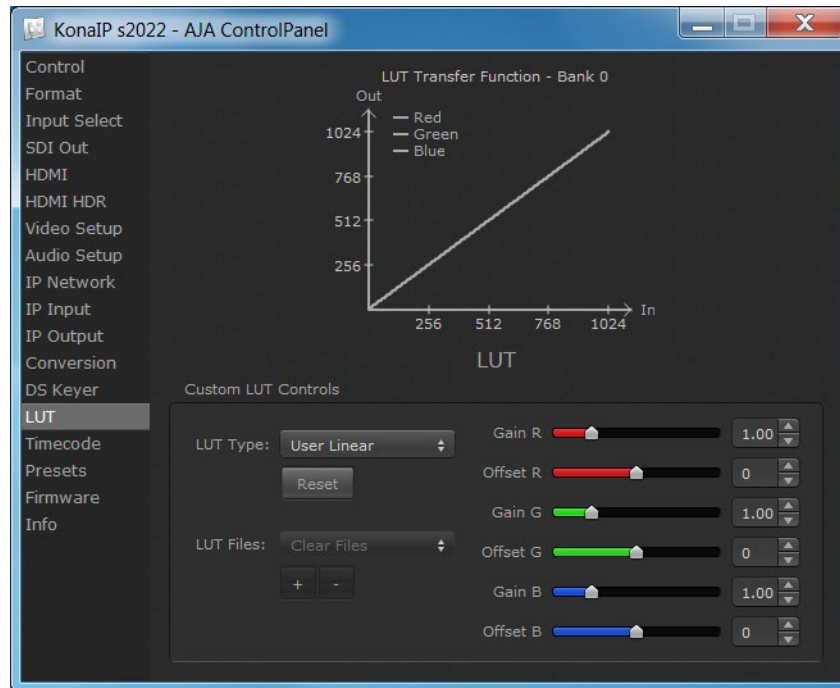 KonaIP s2022 - AJA ControlPanel
Control
Format
Input Select
SDI Out
HDMI
HDMI HDR
Video Setup
Audio Setup
IP Network
IP Input
IP Output
Conversion
DS Keyer
LUT
Timecode
Presets
Firmware
Info
LUT Transfer Function - Bank 0
Out
Red
Green
Blue
1024
768
512
256
256 512 768 1024
In
LUT
Custom LUT Controls
LUT Type: User Linear
Reset
LUT Files: Clear Files
+ -
Gain R 1.00
Offset R 0
Gain G 1.00
Offset G 0
Gain B 1.00
Offset B 0